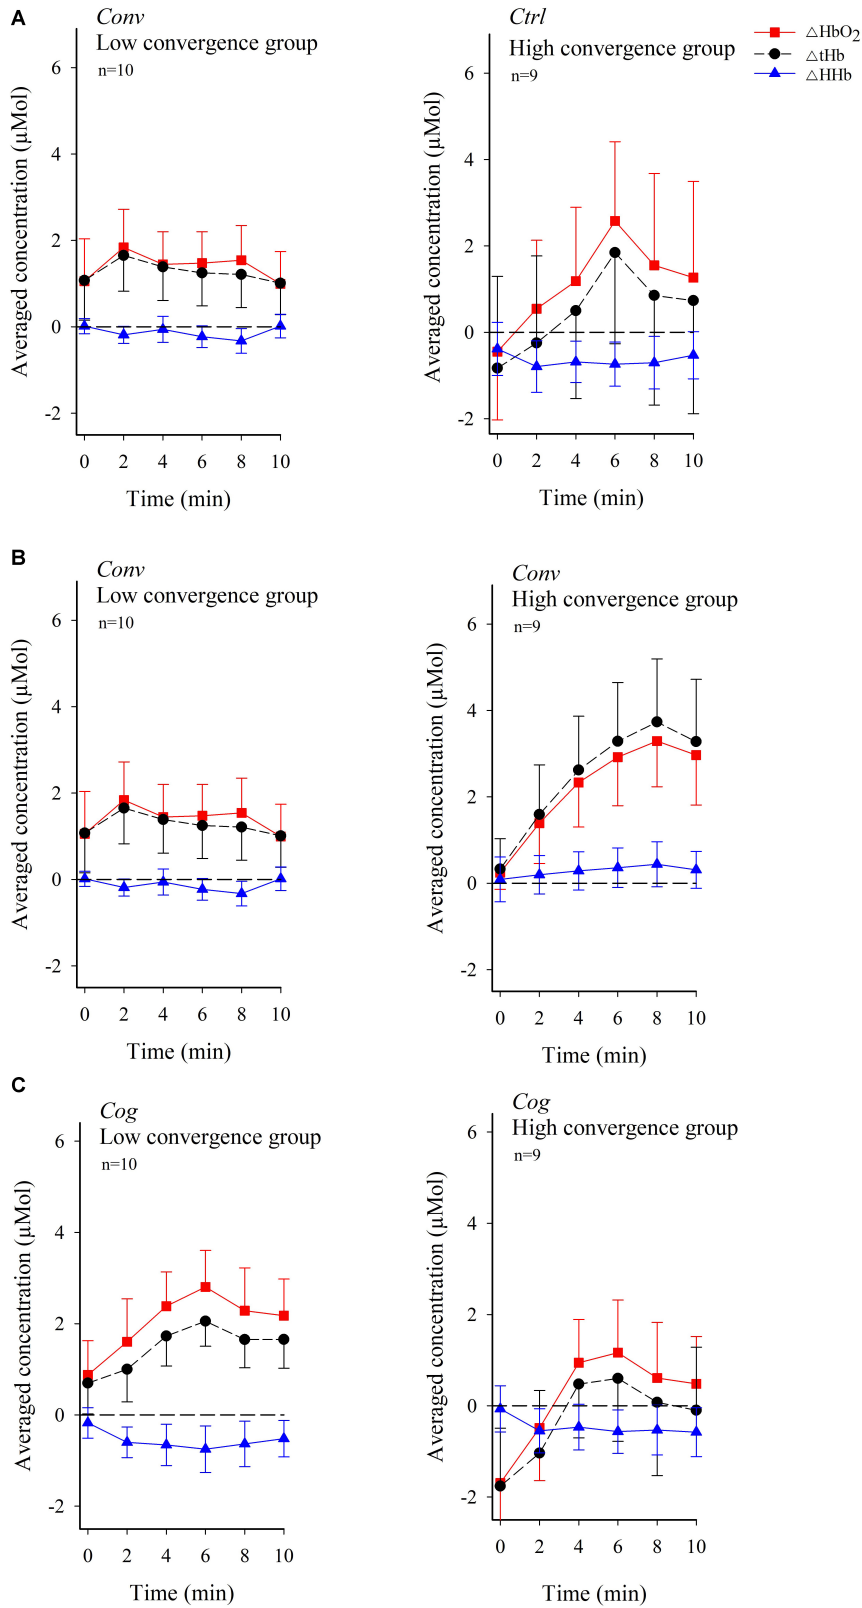 A
Conv
Low convergence group
n=10
Averaged concentration (µMol)
6
4
2
0
-2
0 2 4 6 8 10
Time (min)
Ctrl
High convergence group
n=9
Averaged concentration (µMol)
6
4
2
0
-2
0 2 4 6 8 10
Time (min)
△HbO2
△tHb
△HHb
B
Conv
Low convergence group
n=10
Averaged concentration (µMol)
6
4
2
0
-2
0 2 4 6 8 10
Time (min)
Conv
High convergence group
n=9
Averaged concentration (µMol)
6
4
2
0
-2
0 2 4 6 8 10
Time (min)
C
Cog
Low convergence group
n=10
Averaged concentration (µMol)
6
4
2
0
-2
0 2 4 6 8 10
Time (min)
Cog
High convergence group
n=9
Averaged concentration (µMol)
6
4
2
0
-2
0 2 4 6 8 10
Time (min)